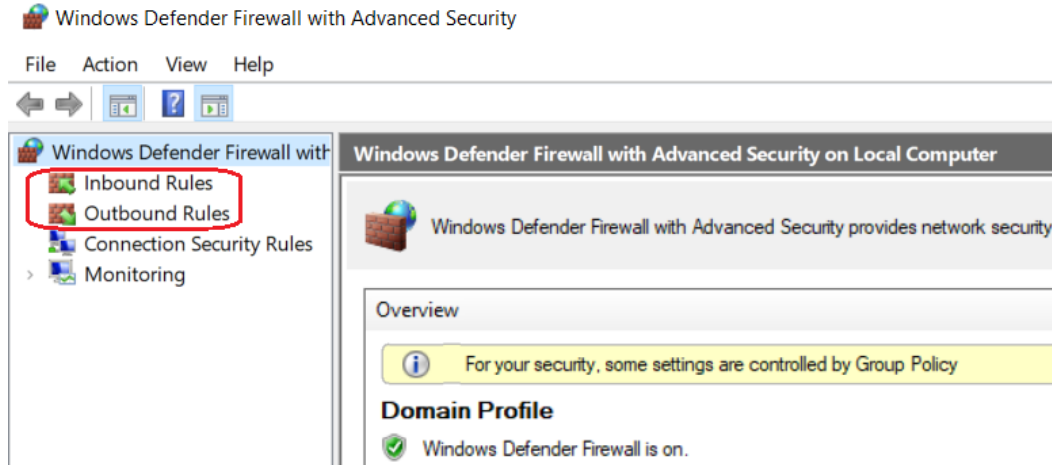 Windows Defender Firewall with Advanced Security
File Action View Help
Windows Defender Firewall with
Inbound Rules
Outbound Rules
Connection Security Rules
Monitoring
Windows Defender Firewall with Advanced Security on Local Computer
Windows Defender Firewall with Advanced Security provides network security
Overview
For your security, some settings are controlled by Group Policy
Domain Profile
Windows Defender Firewall is on.